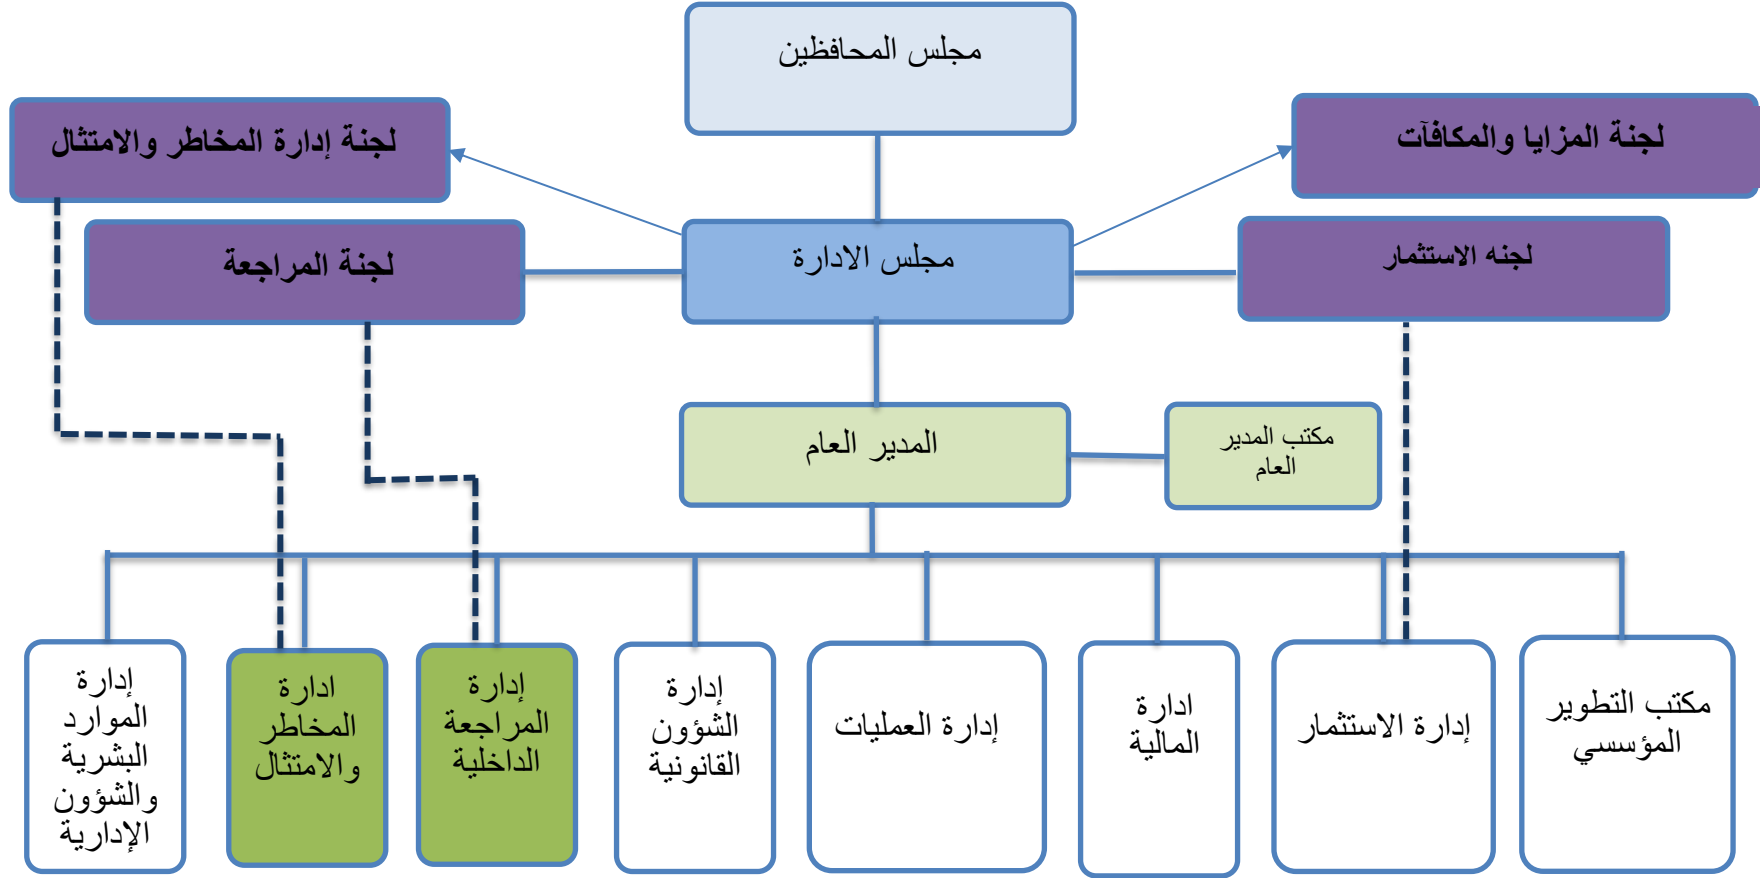 مجلس المحافظين
لجنة المزايا والمكافآت
لجنة إدارة المخاطر والامتثال
لجنه الاستثمار
مجلس الادارة
لجنة المراجعة
مكتب المدير
العام
المدير العام
مكتب التطوير
المؤسسي
إدارة الاستثمار
ادارة
المالية
إدارة العمليات
إدارة
الشؤون
القانونية
إدارة
المراجعة
الداخلية
ادارة
المخاطر
والامتثال
إدارة
الموارد
البشرية
والشؤون
الإدارية